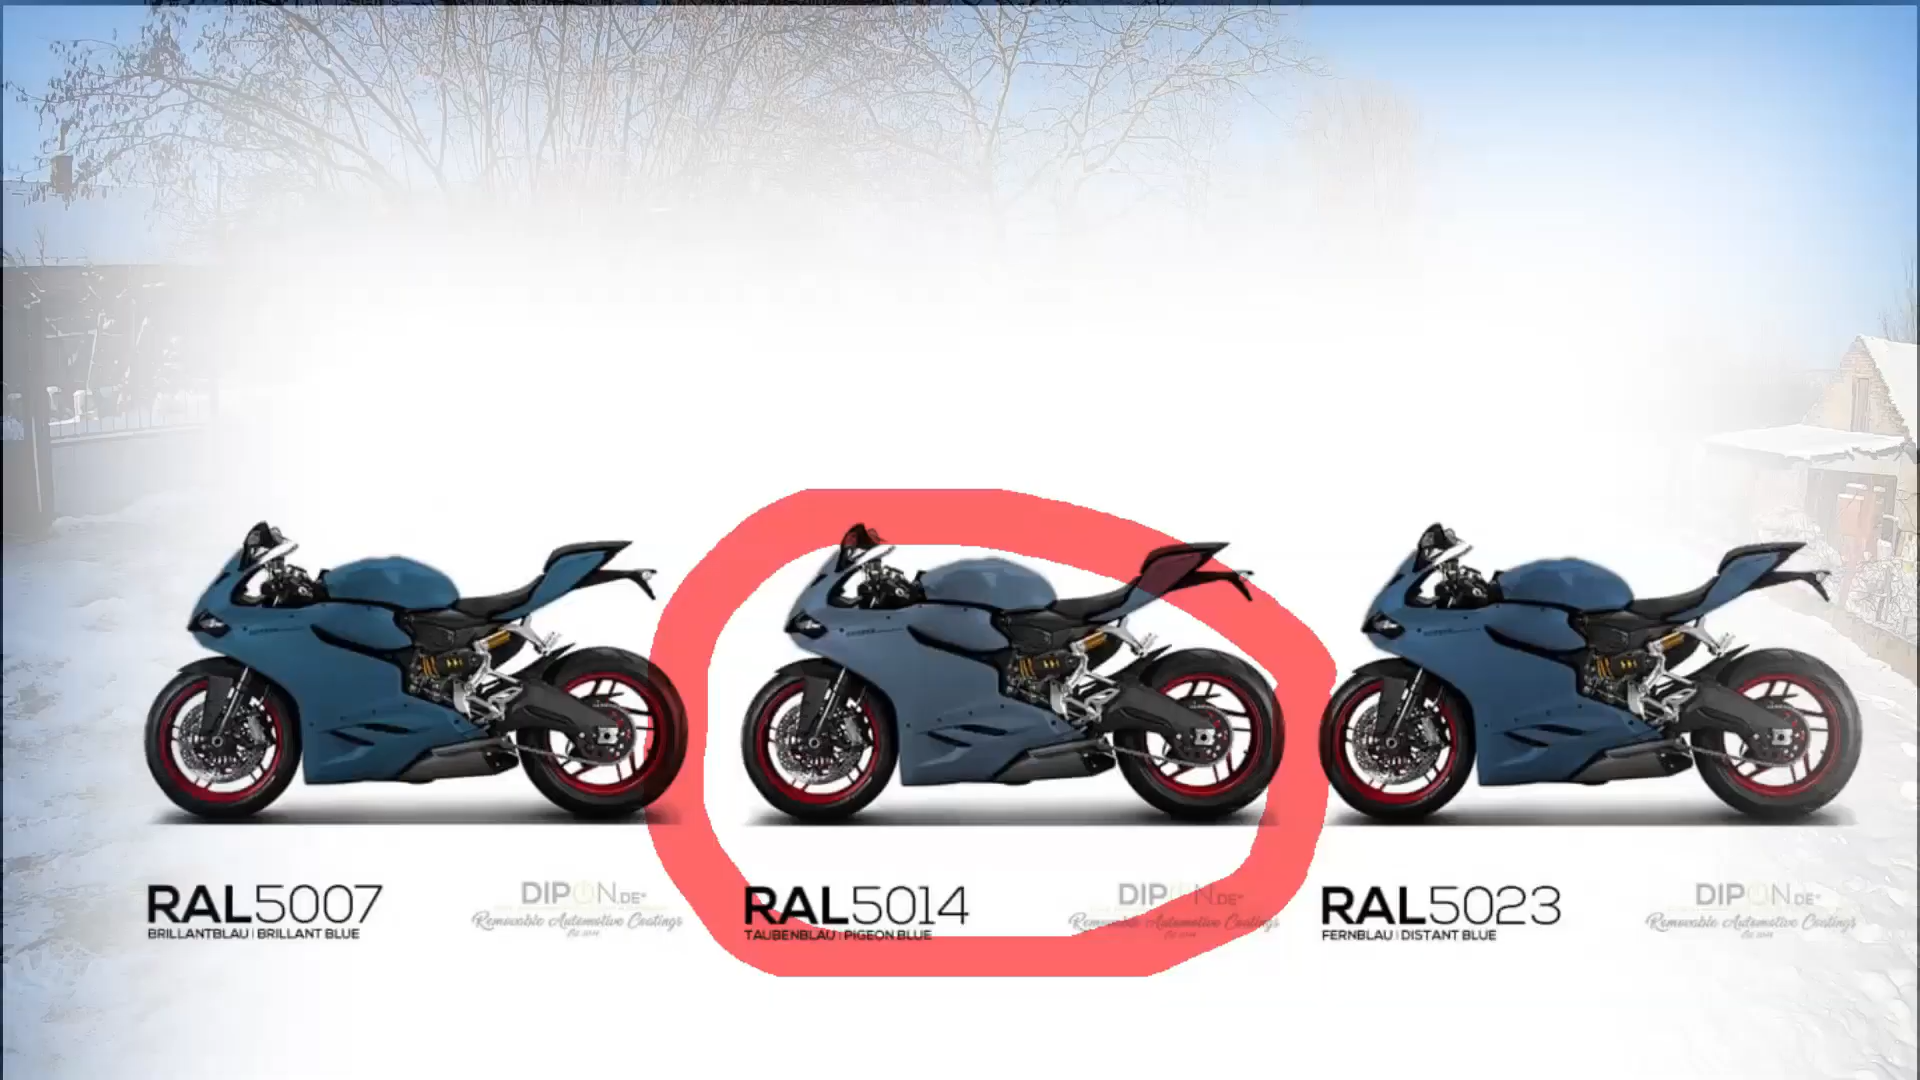 RAL5007
BRILLANTBLAU | BRILLANT BLUE
DIPON.DE
Removable Automotive Coatings
RAL5014
TAUBENBLAU | PIGEON BLUE
DIPON.DE
Removable Automotive Coatings
RAL5023
FERNBLAU | DISTANT BLUE
DIPON.DE
Removable Automotive Coatings